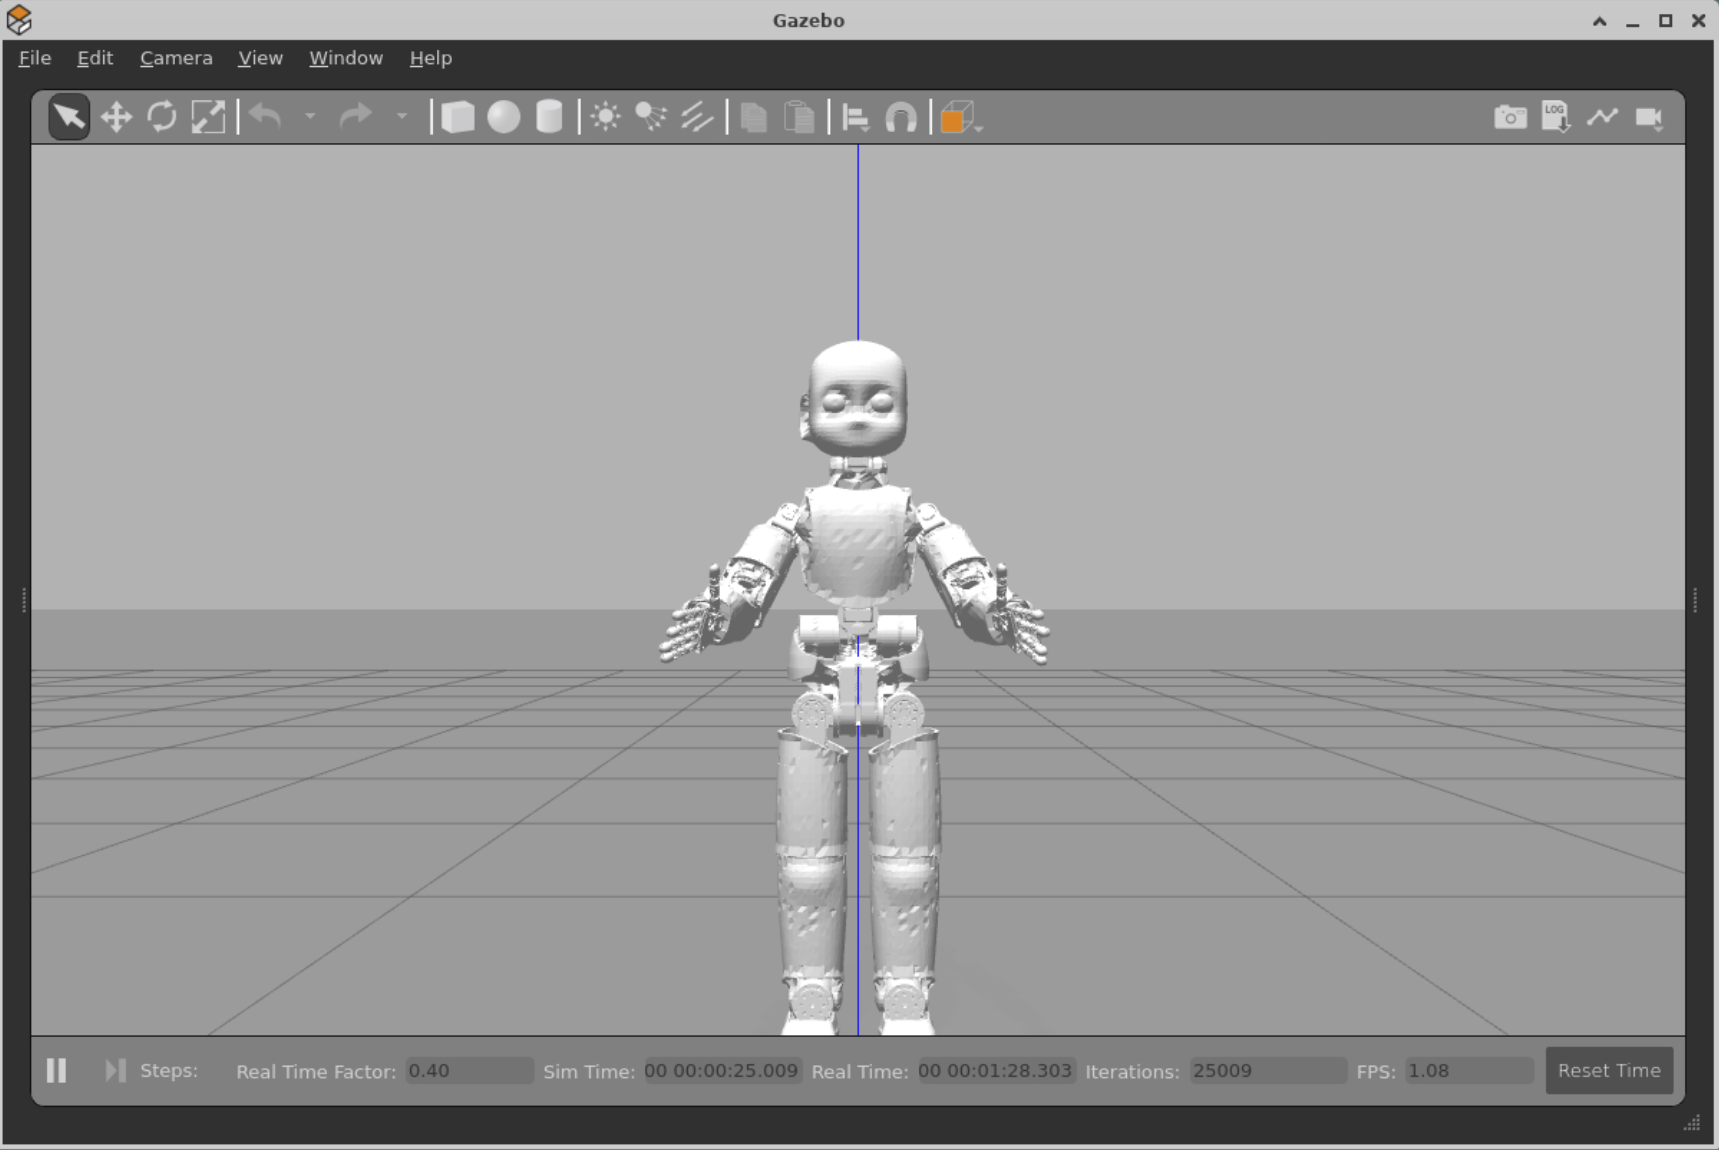 Gazebo
File Edit Camera View Window Help
LOG
Steps: Real Time Factor: 0.40 Sim Time: 00 00:00:25.009 Real Time: 00 00:01:28.303 Iterations: 25009 FPS: 1.08 Reset Time